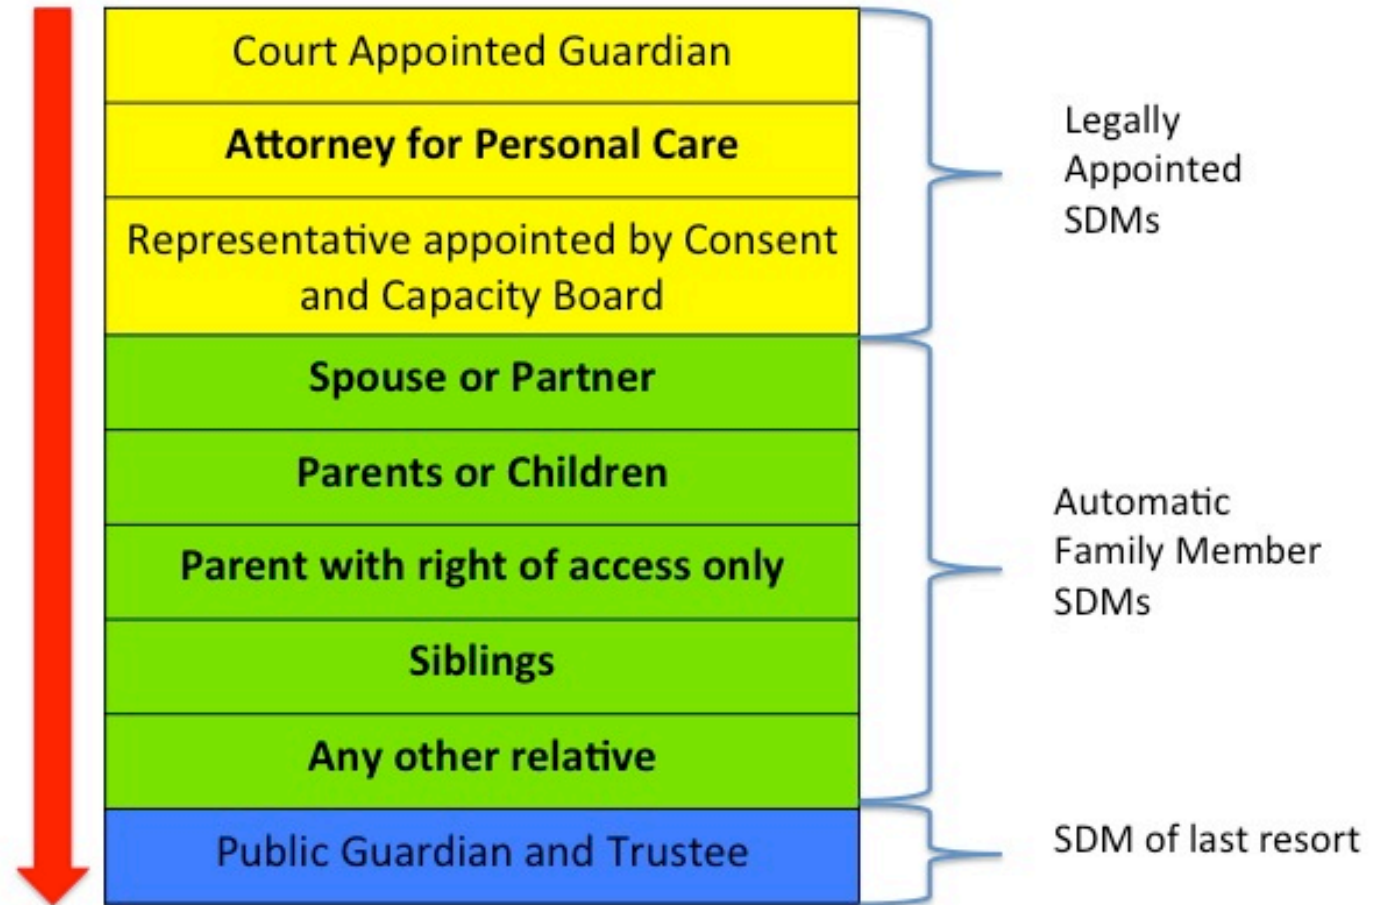 Court Appointed Guardian
Attorney for Personal Care
Representative appointed by Consent
and Capacity Board
Spouse or Partner
Parents or Children
Parent with right of access only
Siblings
Any other relative
Public Guardian and Trustee
Legally
Appointed
SDMs
Automatic
Family Member
SDMs
SDM of last resort